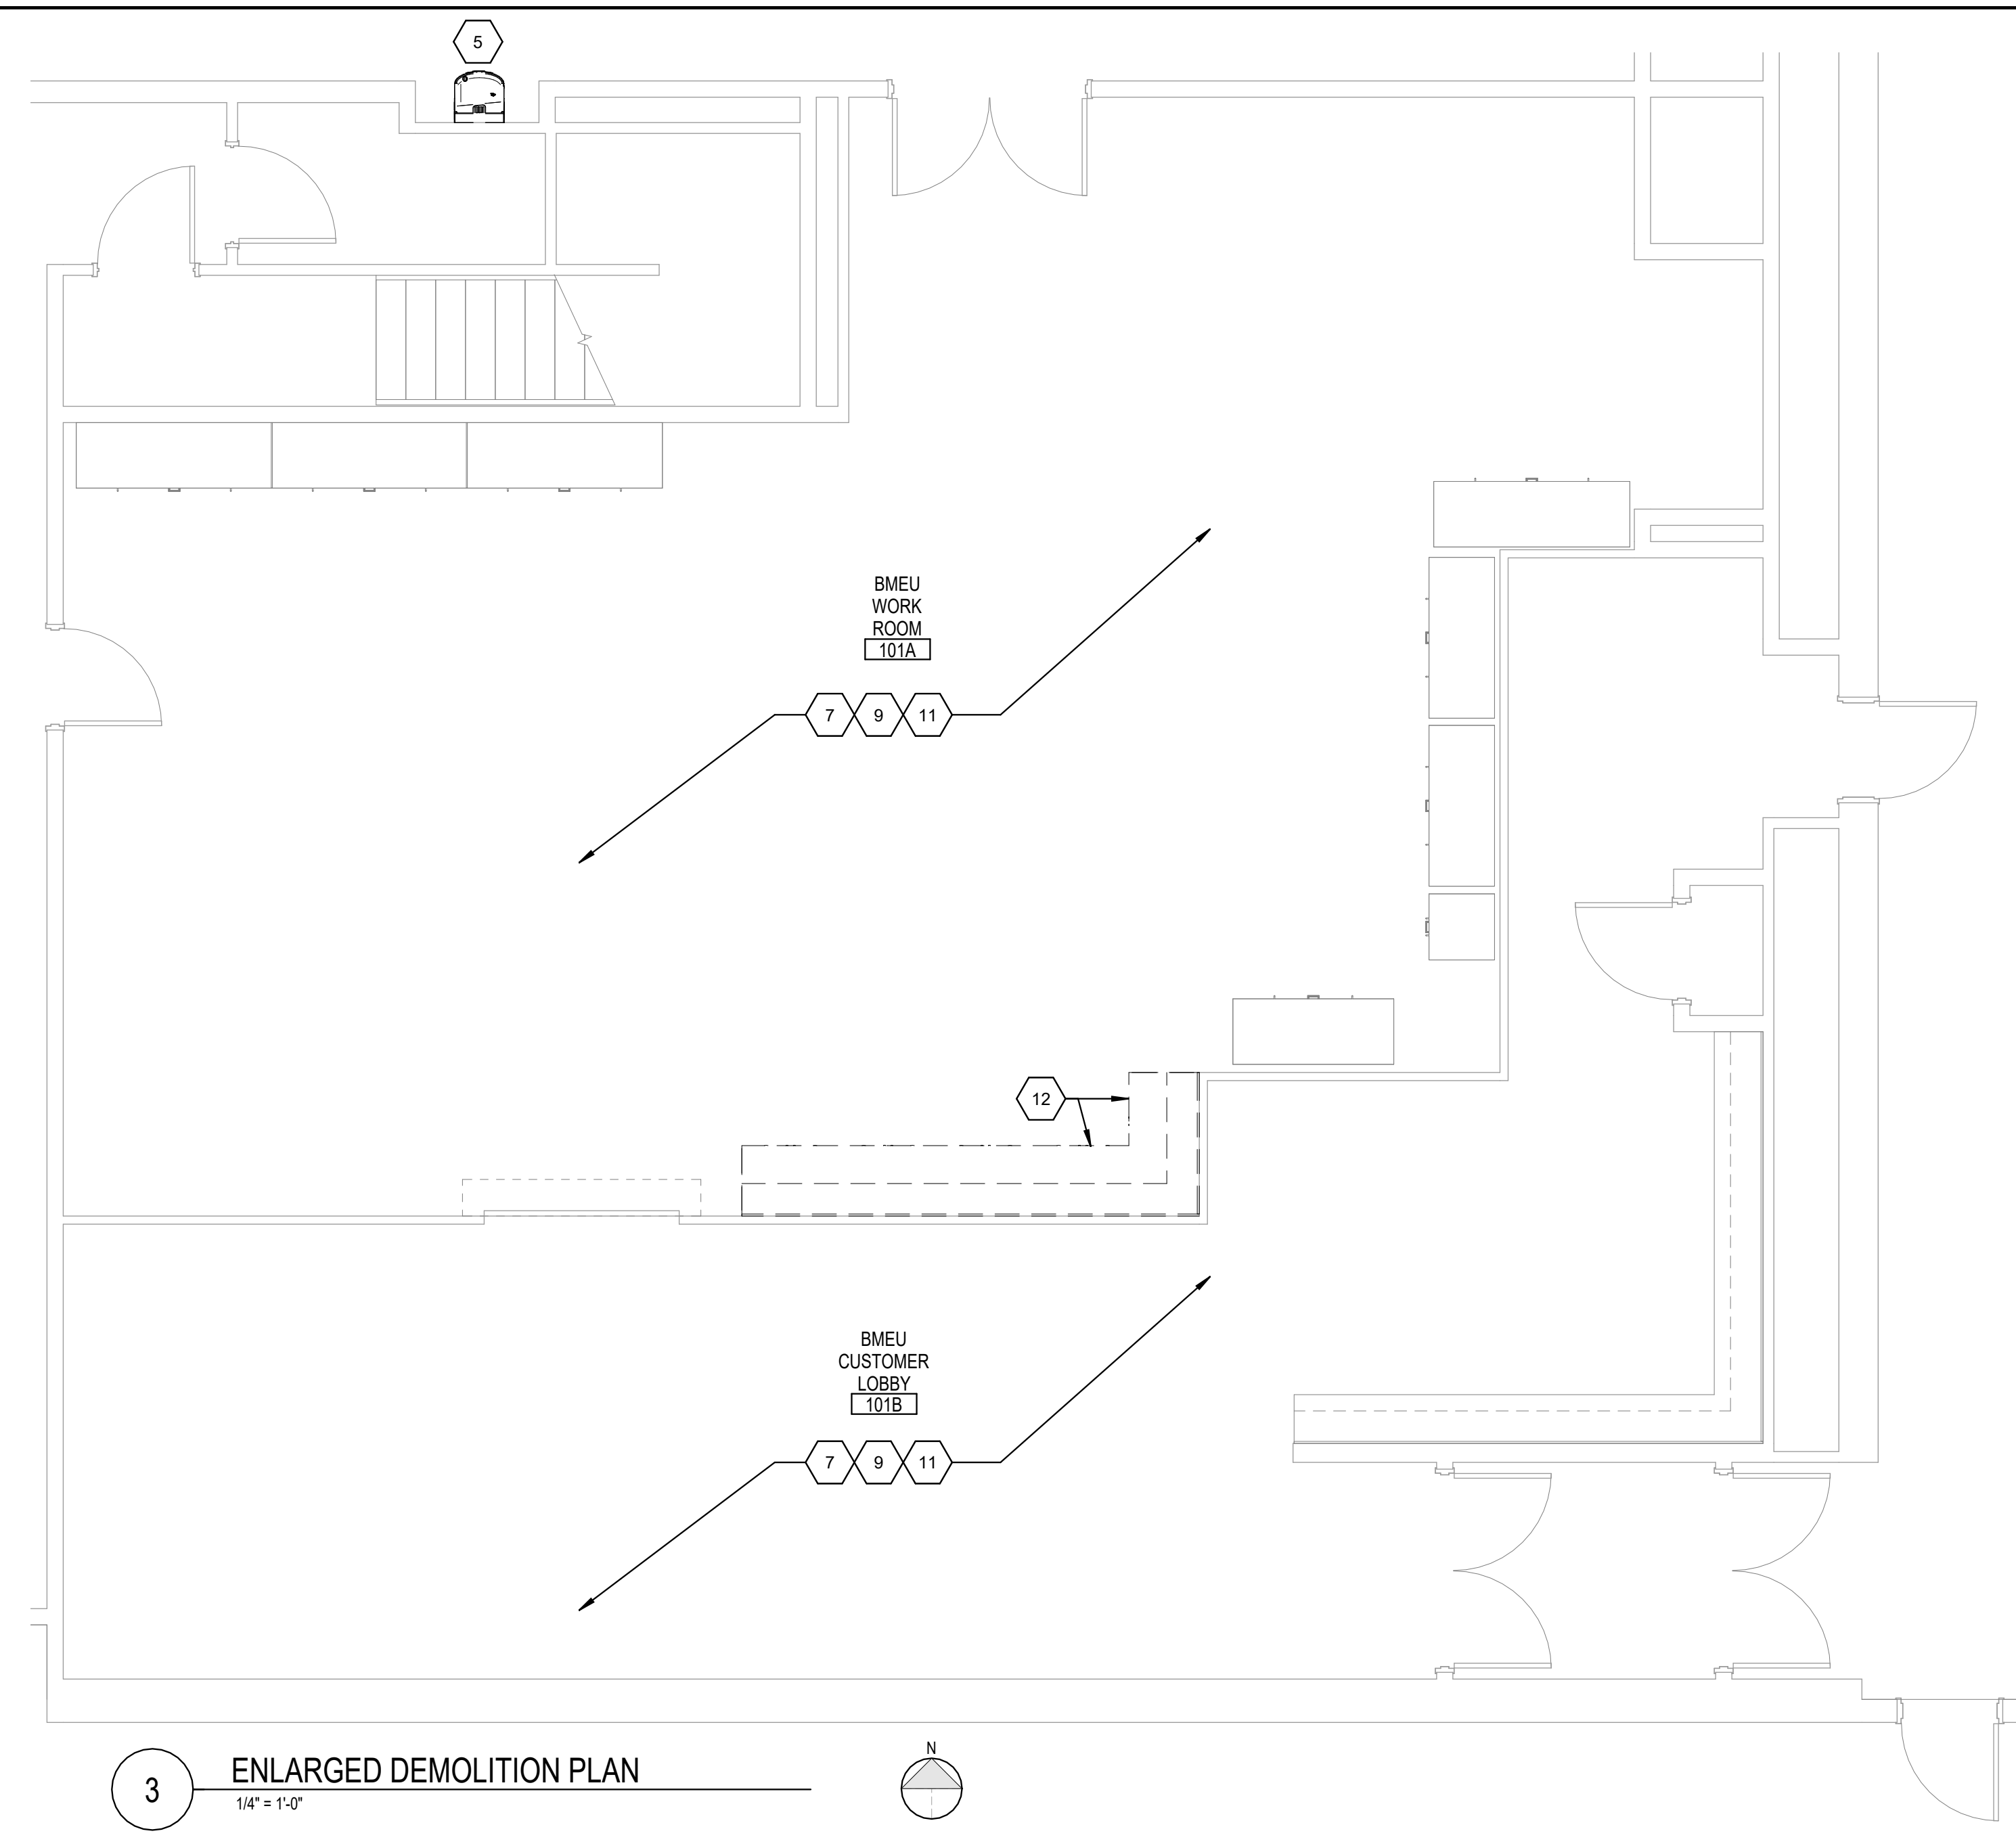 5
BMEU
WORK
ROOM
101A
7 9 11
12
BMEU
CUSTOMER
LOBBY
101B
7 9 11
N
3
ENLARGED DEMOLITION PLAN
1/4" = 1'-0"